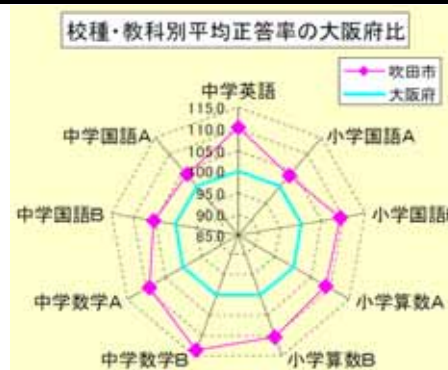 校種・教科別平均正答率の大阪府比
吹田市
大阪府
中学英語
115.0
110.0
105.0
100.0
95.0
90.0
85.0
小学国語A
小学国語
小学算数A
小学算数B
中学数学B
中学数学A
中学国語B
中学国語A